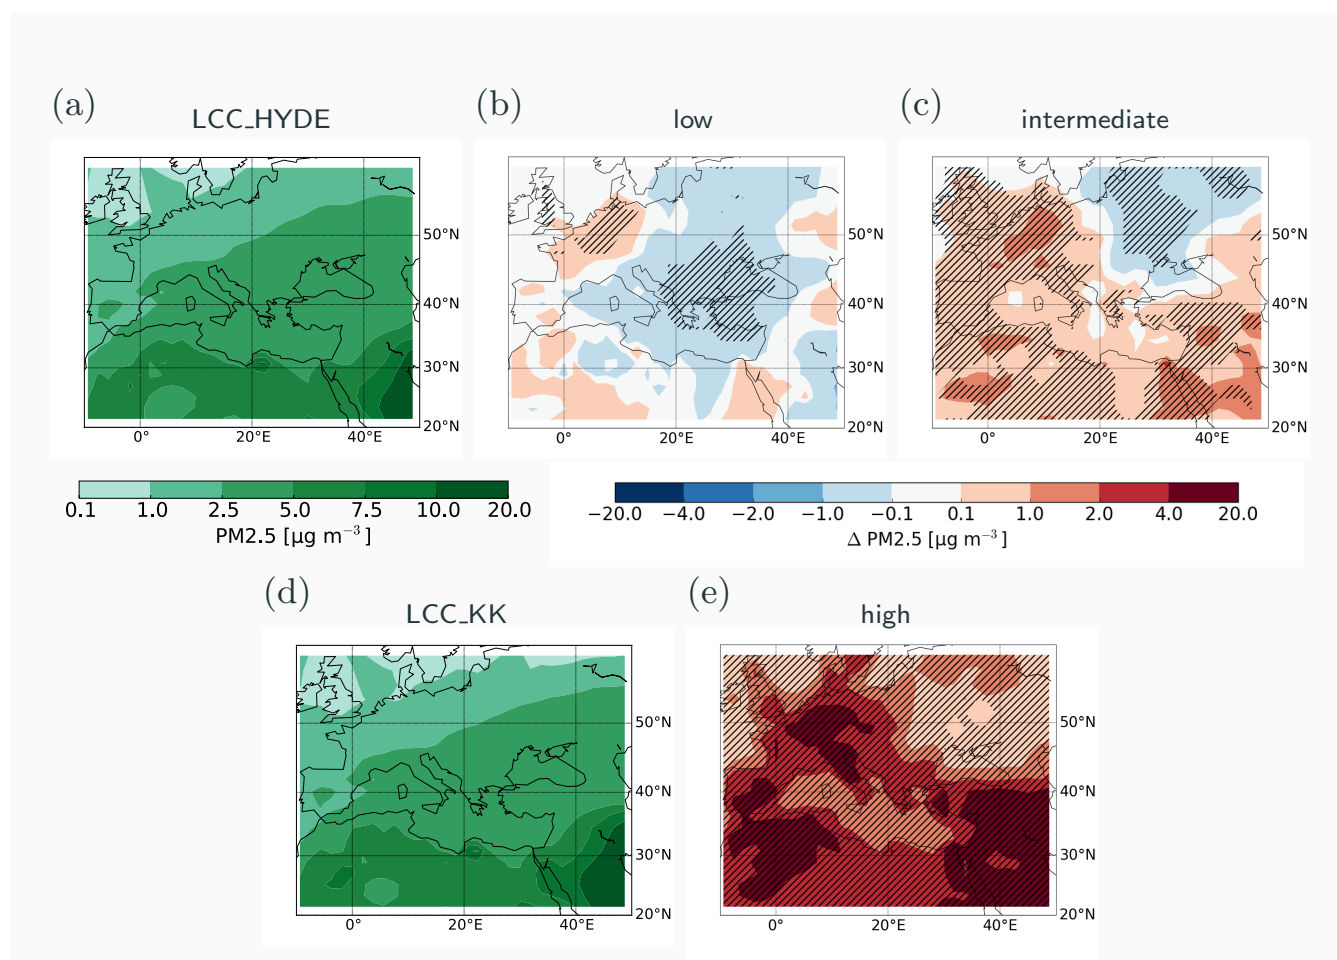 (a) LCC_HYDE
(b) low
(c) intermediate
50°N
40°N
30°N
20°N
0° 20°E 40°E
50°N
40°N
30°N
20°N
0° 20°E 40°E
50°N
40°N
30°N
20°N
0° 20°E 40°E
0.1 1.0 2.5 5.0 7.5 10.0 20.0
PM2.5 [µg m⁻³]
−20.0 −4.0 −2.0 −1.0 −0.1 0.1 1.0 2.0 4.0 20.0
Δ PM2.5 [µg m⁻³]
(d) LCC_KK
(e) high
50°N
40°N
30°N
20°N
0° 20°E 40°E
50°N
40°N
30°N
20°N
0° 20°E 40°E